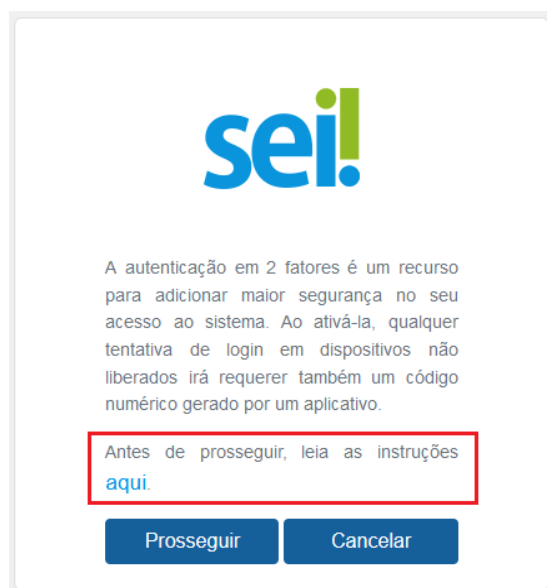 sei!
A autenticação em 2 fatores é um recurso
para adicionar maior segurança no seu
acesso ao sistema. Ao ativá-la, qualquer
tentativa de login em dispositivos não
liberados irá requerer também um código
numérico gerado por um aplicativo.
Antes de prosseguir, leia as instruções
aqui.
Prosseguir Cancelar